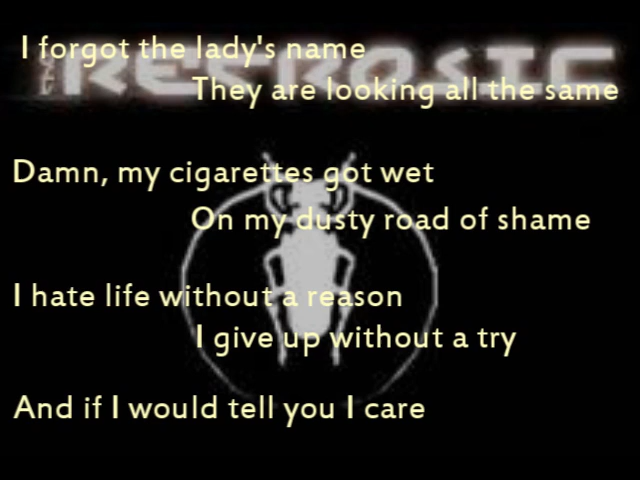 I forgot the lady's name
They are looking all the same
Damn, my cigarettes got wet
On my dusty road of shame
I hate life without a reason
I give up without a try
And if I would tell you I care